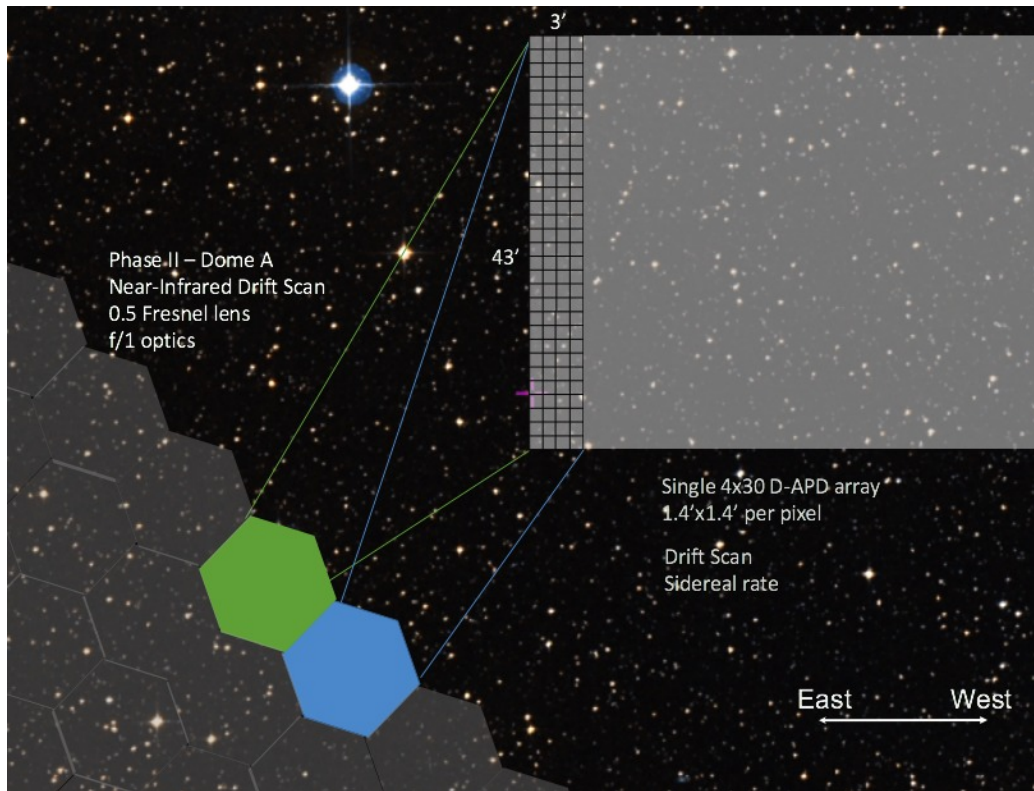 3’
43’
Phase II – Dome A
Near-Infrared Drift Scan
0.5 Fresnel lens
f/1 optics
Single 4x30 D-APD array
1.4’x1.4’ per pixel
Drift Scan
Sidereal rate
East West